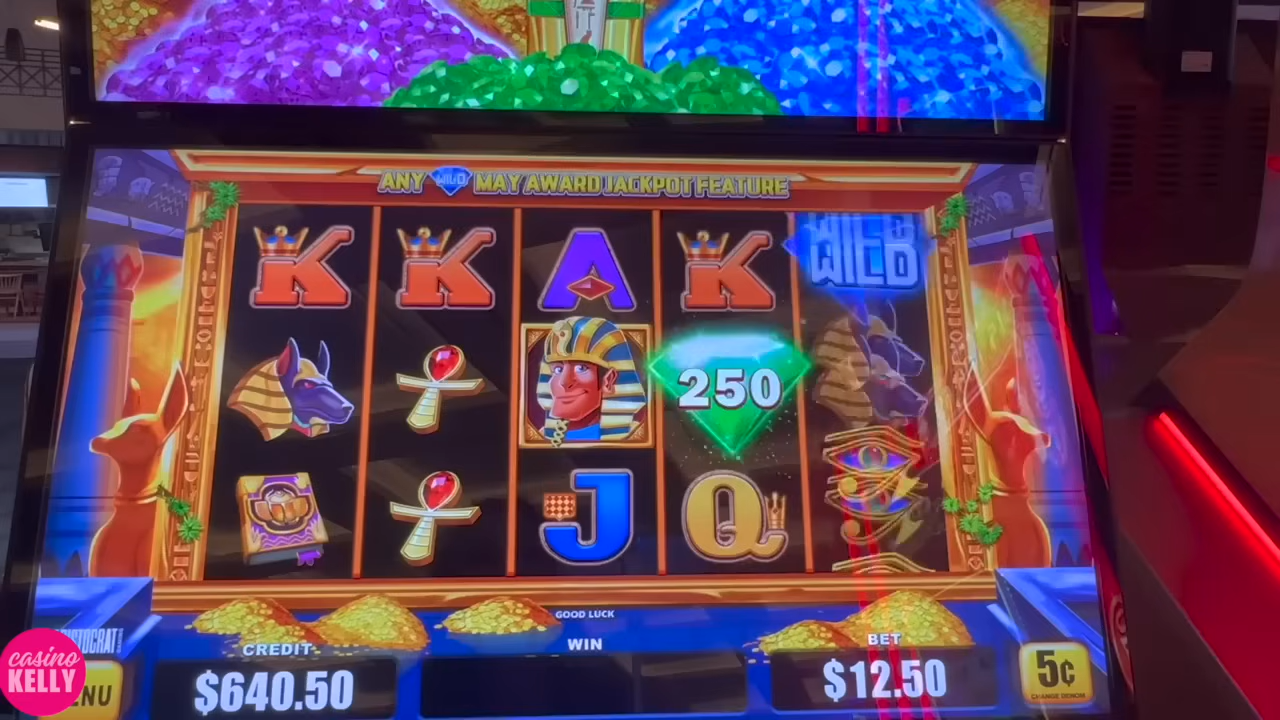 ANY WILD MAY AWARD JACKPOT FEATURE
K K A K WILD
250
J Q
GOOD LUCK
CREDIT WIN BET
$640.50 $12.50
5¢
CHANGE DENOM
casino
KELLY